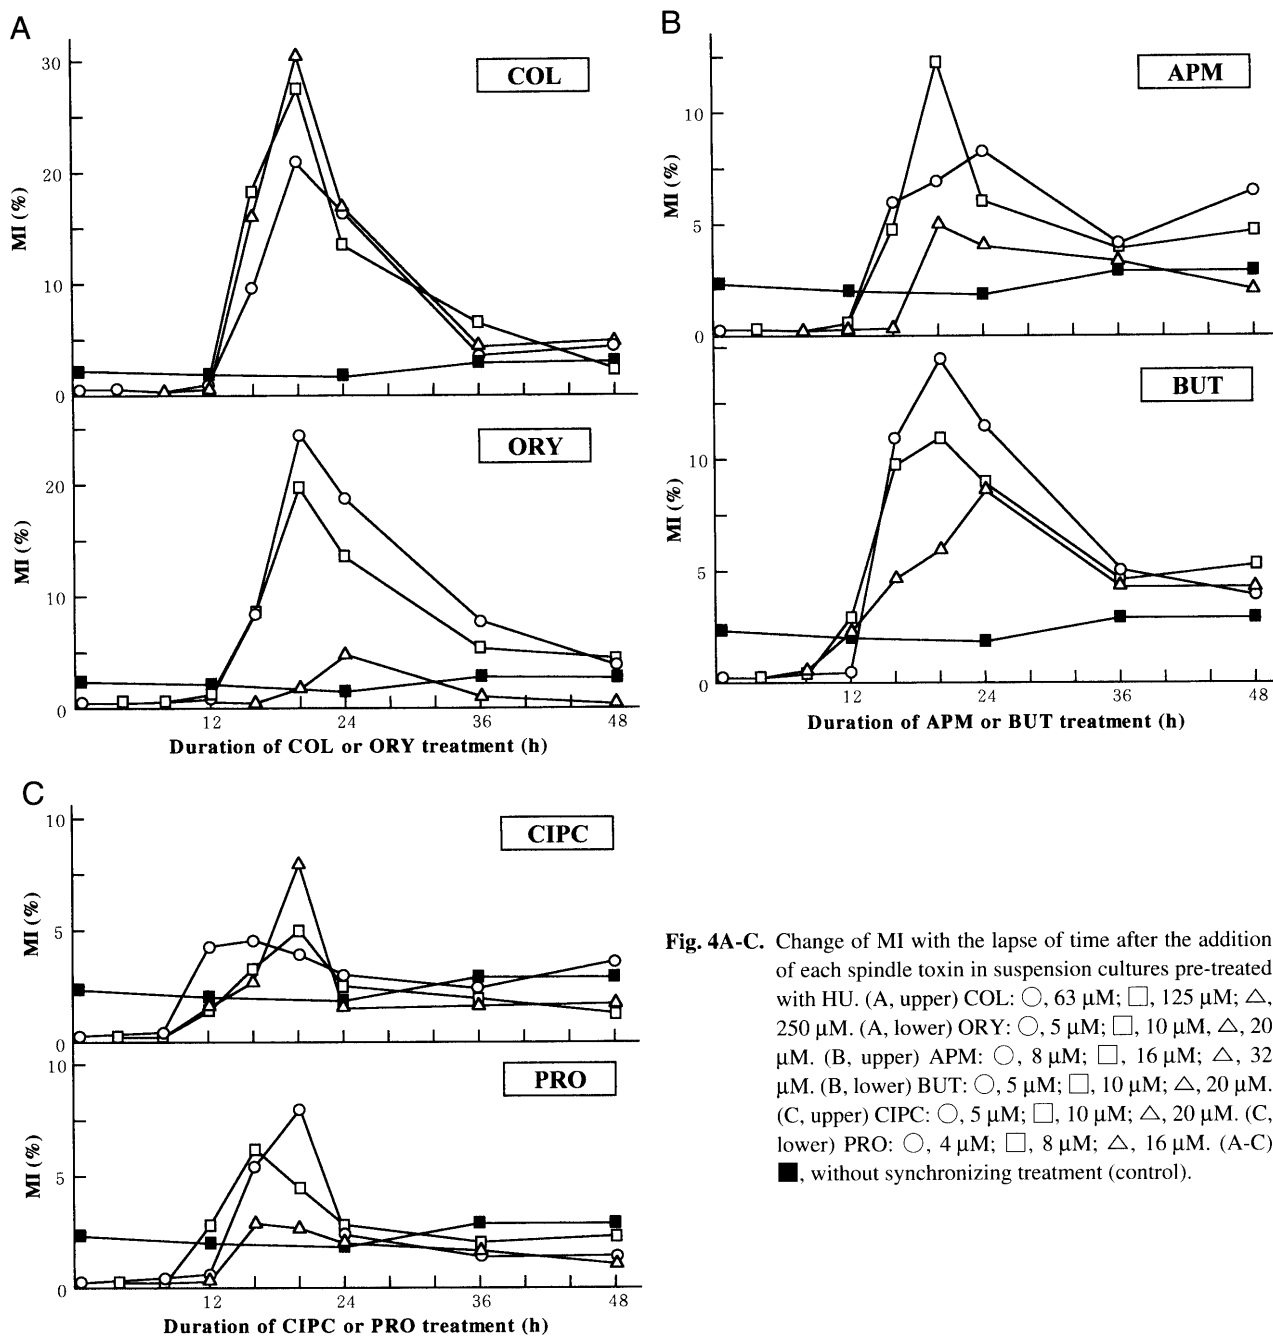 A
COL
MI (%)
30
20
10
0
ORY
MI (%)
20
10
0
12 24 36 48
Duration of COL or ORY treatment (h)
B
APM
MI (%)
10
5
0
BUT
MI (%)
10
5
0
12 24 36 48
Duration of APM or BUT treatment (h)
C
CIPC
MI (%)
10
5
0
PRO
MI (%)
10
5
0
12 24 36 48
Duration of CIPC or PRO treatment (h)
Fig. 4A-C. Change of MI with the lapse of time after the addition
of each spindle toxin in suspension cultures pre-treated
with HU. (A, upper) COL: ○, 63 µM; □, 125 µM; △,
250 µM. (A, lower) ORY: ○, 5 µM; □, 10 µM, △, 20
µM. (B, upper) APM: ○, 8 µM; □, 16 µM; △, 32
µM. (B, lower) BUT: ○, 5 µM; □, 10 µM; △, 20 µM.
(C, upper) CIPC: ○, 5 µM; □, 10 µM; △, 20 µM. (C,
lower) PRO: ○, 4 µM; □, 8 µM; △, 16 µM. (A-C)
■, without synchronizing treatment (control).